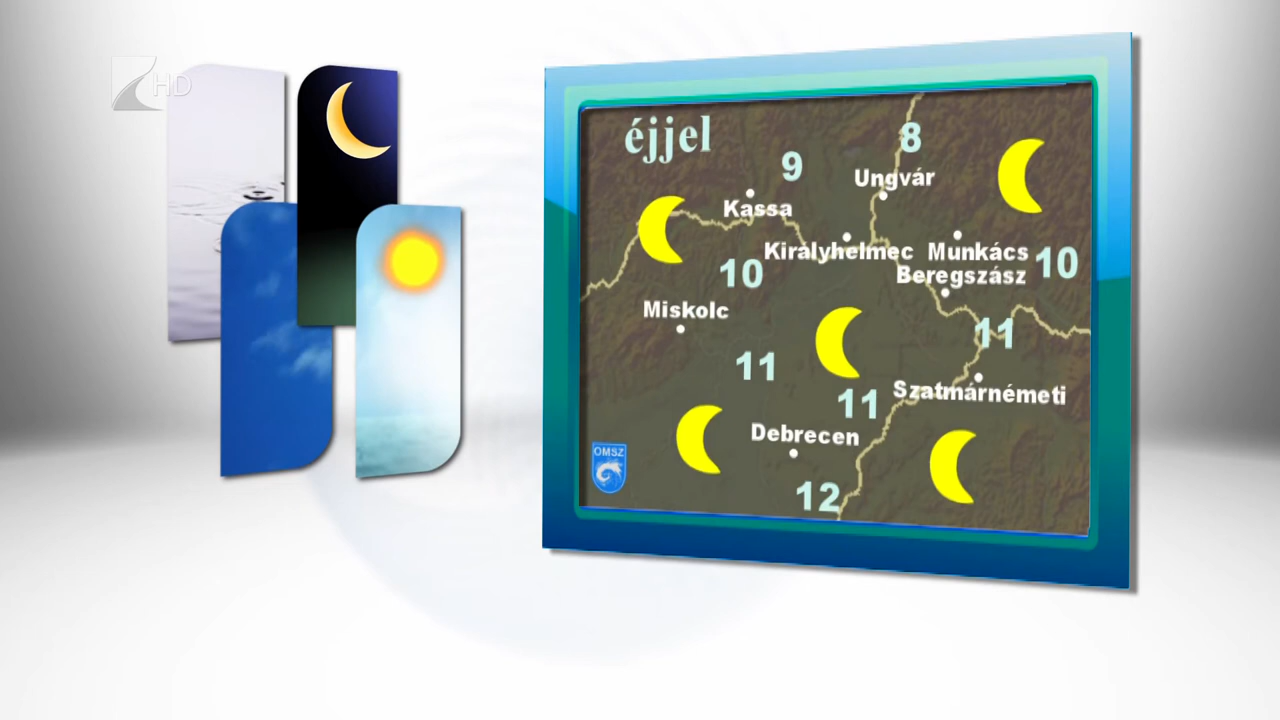 HD
éjjel
8
9
Ungvár
Kassa
Királyhelmec
Munkács
10
10
Beregszász
Miskolc
11
11
Szatmárnémeti
11
Debrecen
OMSZ
12